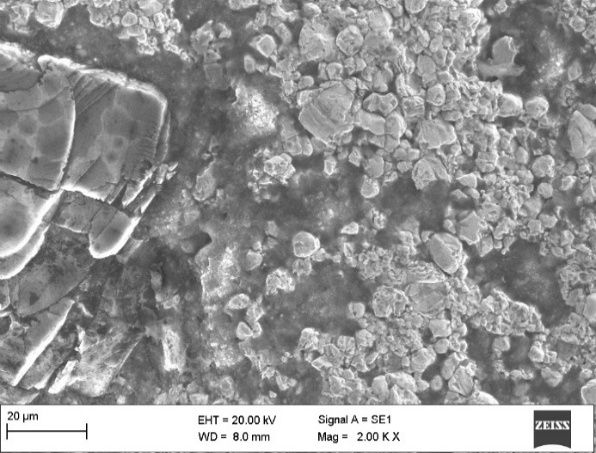 20 µm
EHT = 20.00 kV
WD = 8.0 mm
Signal A = SE1
Mag = 2.00 K X
ZEISS